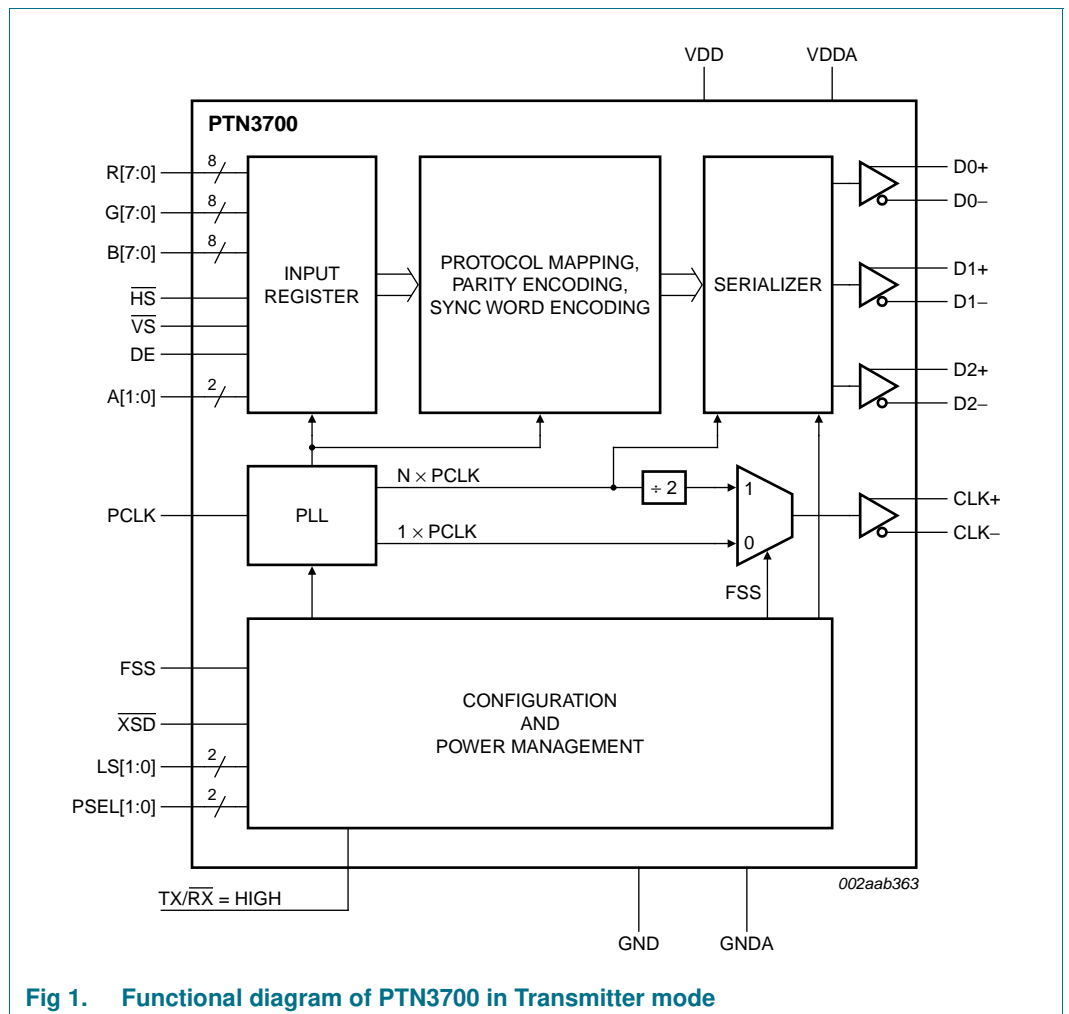 VDD VDDA
PTN3700
R[7:0] 8
G[7:0] 8
B[7:0] 8
HS
VS
DE
A[1:0] 2
INPUT
REGISTER
PROTOCOL MAPPING,
PARITY ENCODING,
SYNC WORD ENCODING
SERIALIZER
D0+
D0−
D1+
D1−
D2+
D2−
PCLK
PLL
N × PCLK
1 × PCLK
÷ 2
1
0
FSS
CLK+
CLK−
FSS
XSD
LS[1:0] 2
PSEL[1:0] 2
CONFIGURATION
AND
POWER MANAGEMENT
TX/RX = HIGH
002aab363
GND GNDA
Fig 1. Functional diagram of PTN3700 in Transmitter mode